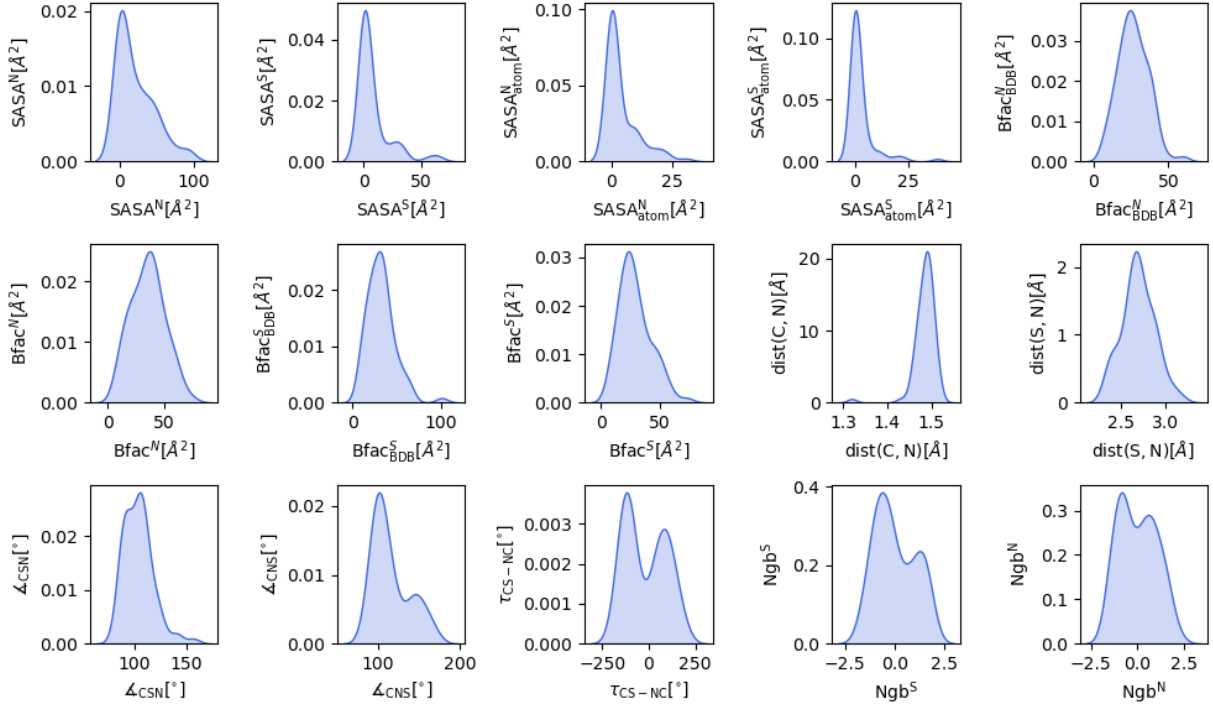 SASA^N[Å^2]
0.02
0.01
0.00
0 100
SASA^N[Å^2]
SASA^S[Å^2]
0.04
0.02
0.00
0 50
SASA^S[Å^2]
SASA^N_atom[Å^2]
0.10
0.05
0.00
0 25
SASA^N_atom[Å^2]
SASA^S_atom[Å^2]
0.10
0.05
0.00
0 25
SASA^S_atom[Å^2]
Bfac^N_BDB[Å^2]
0.03
0.02
0.01
0.00
0 50
Bfac^N_BDB[Å^2]
Bfac^N[Å^2]
0.02
0.01
0.00
0 50
Bfac^N[Å^2]
Bfac^S_BDB[Å^2]
0.02
0.01
0.00
0 50 100
Bfac^S_BDB[Å^2]
Bfac^S[Å^2]
0.03
0.02
0.01
0.00
0 50
Bfac^S[Å^2]
dist(C, N)[Å]
20
10
0
1.3 1.4 1.5
dist(C, N)[Å]
dist(S, N)[Å]
2
1
0
2.5 3.0
dist(S, N)[Å]
∡CSN[°]
0.02
0.01
0.00
100 150
∡CSN[°]
∡CNS[°]
0.02
0.01
0.00
100 200
∡CNS[°]
τCS−NC[°]
0.003
0.002
0.001
0.000
−250 0 250
τCS−NC[°]
Ngb^S
0.4
0.2
0.0
−2.5 0.0 2.5
Ngb^S
Ngb^N
0.3
0.2
0.1
0.0
−2.5 0.0 2.5
Ngb^N